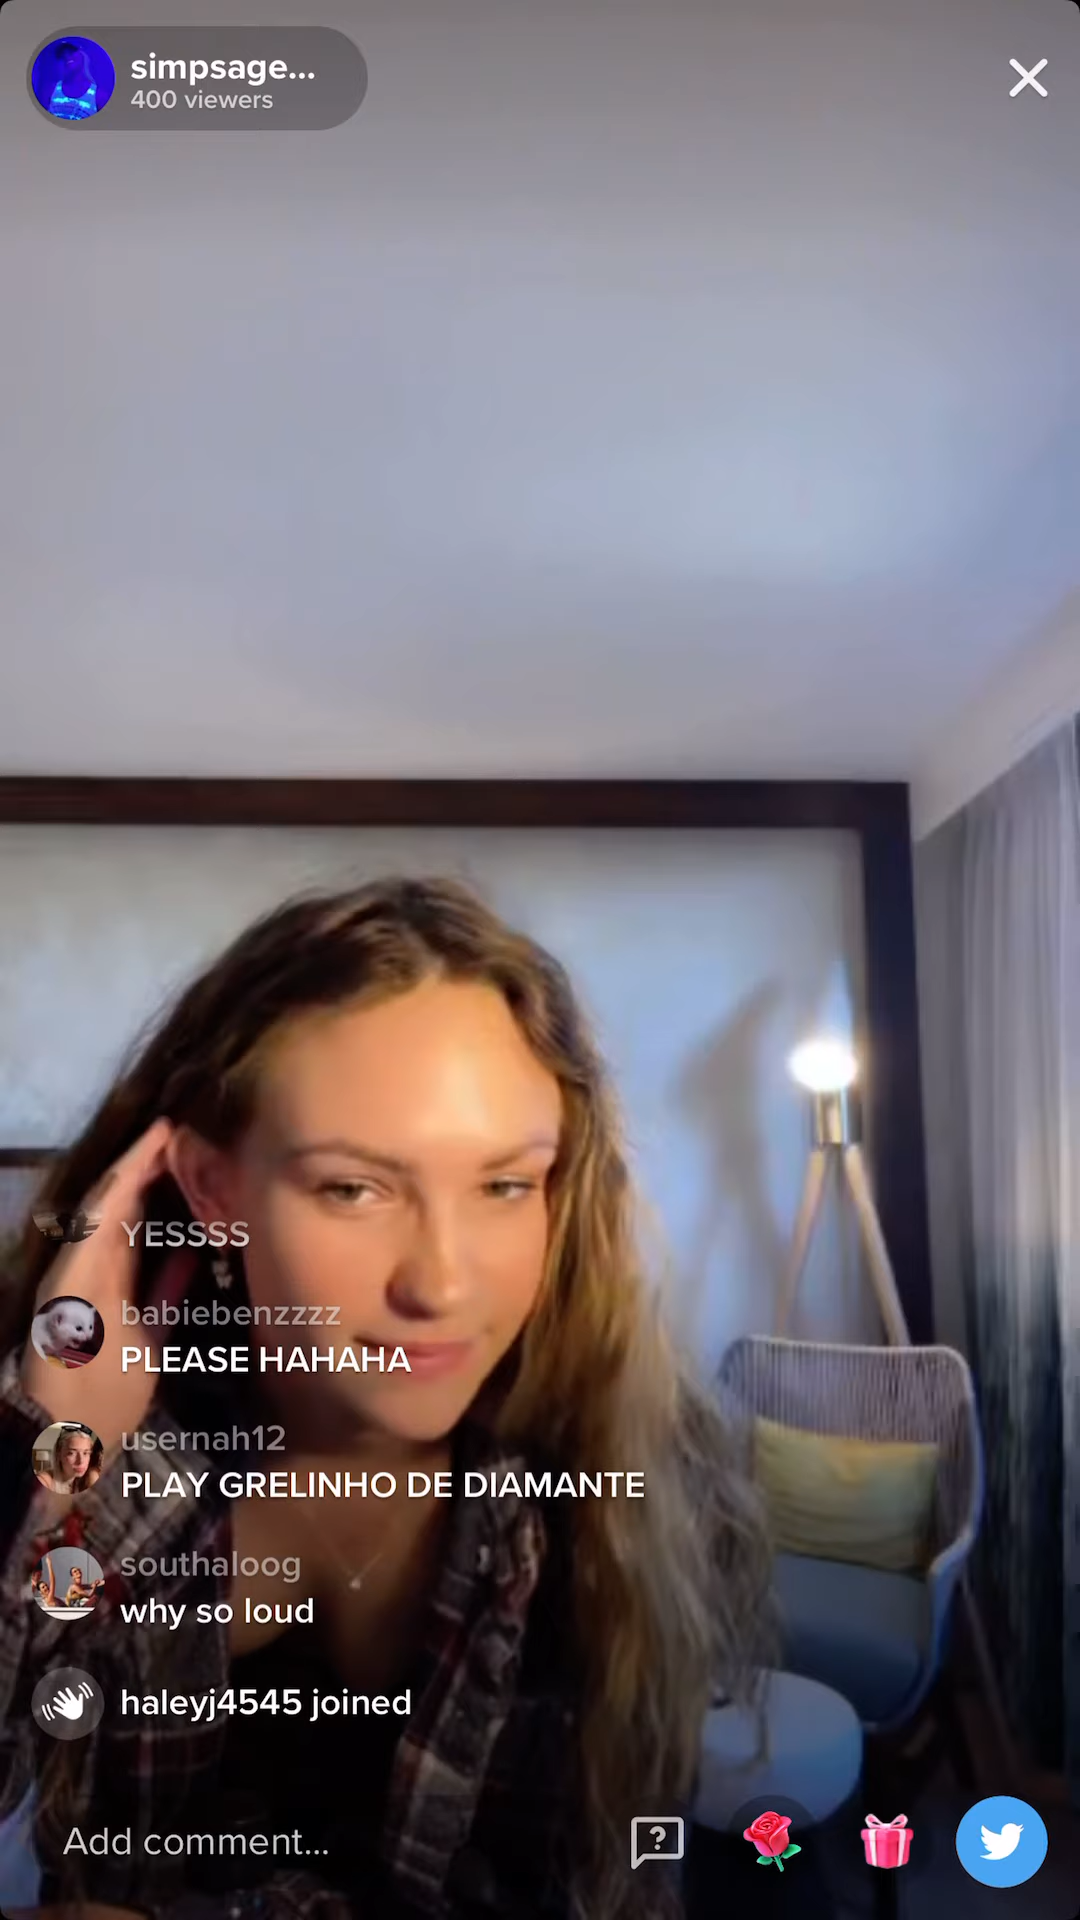 simpsage...
400 viewers
YESSSS
babiebenzzzz
PLEASE HAHAHA
usernah12
PLAY GRELINHO DE DIAMANTE
southaloog
why so loud
haleyj4545 joined
Add comment...
?